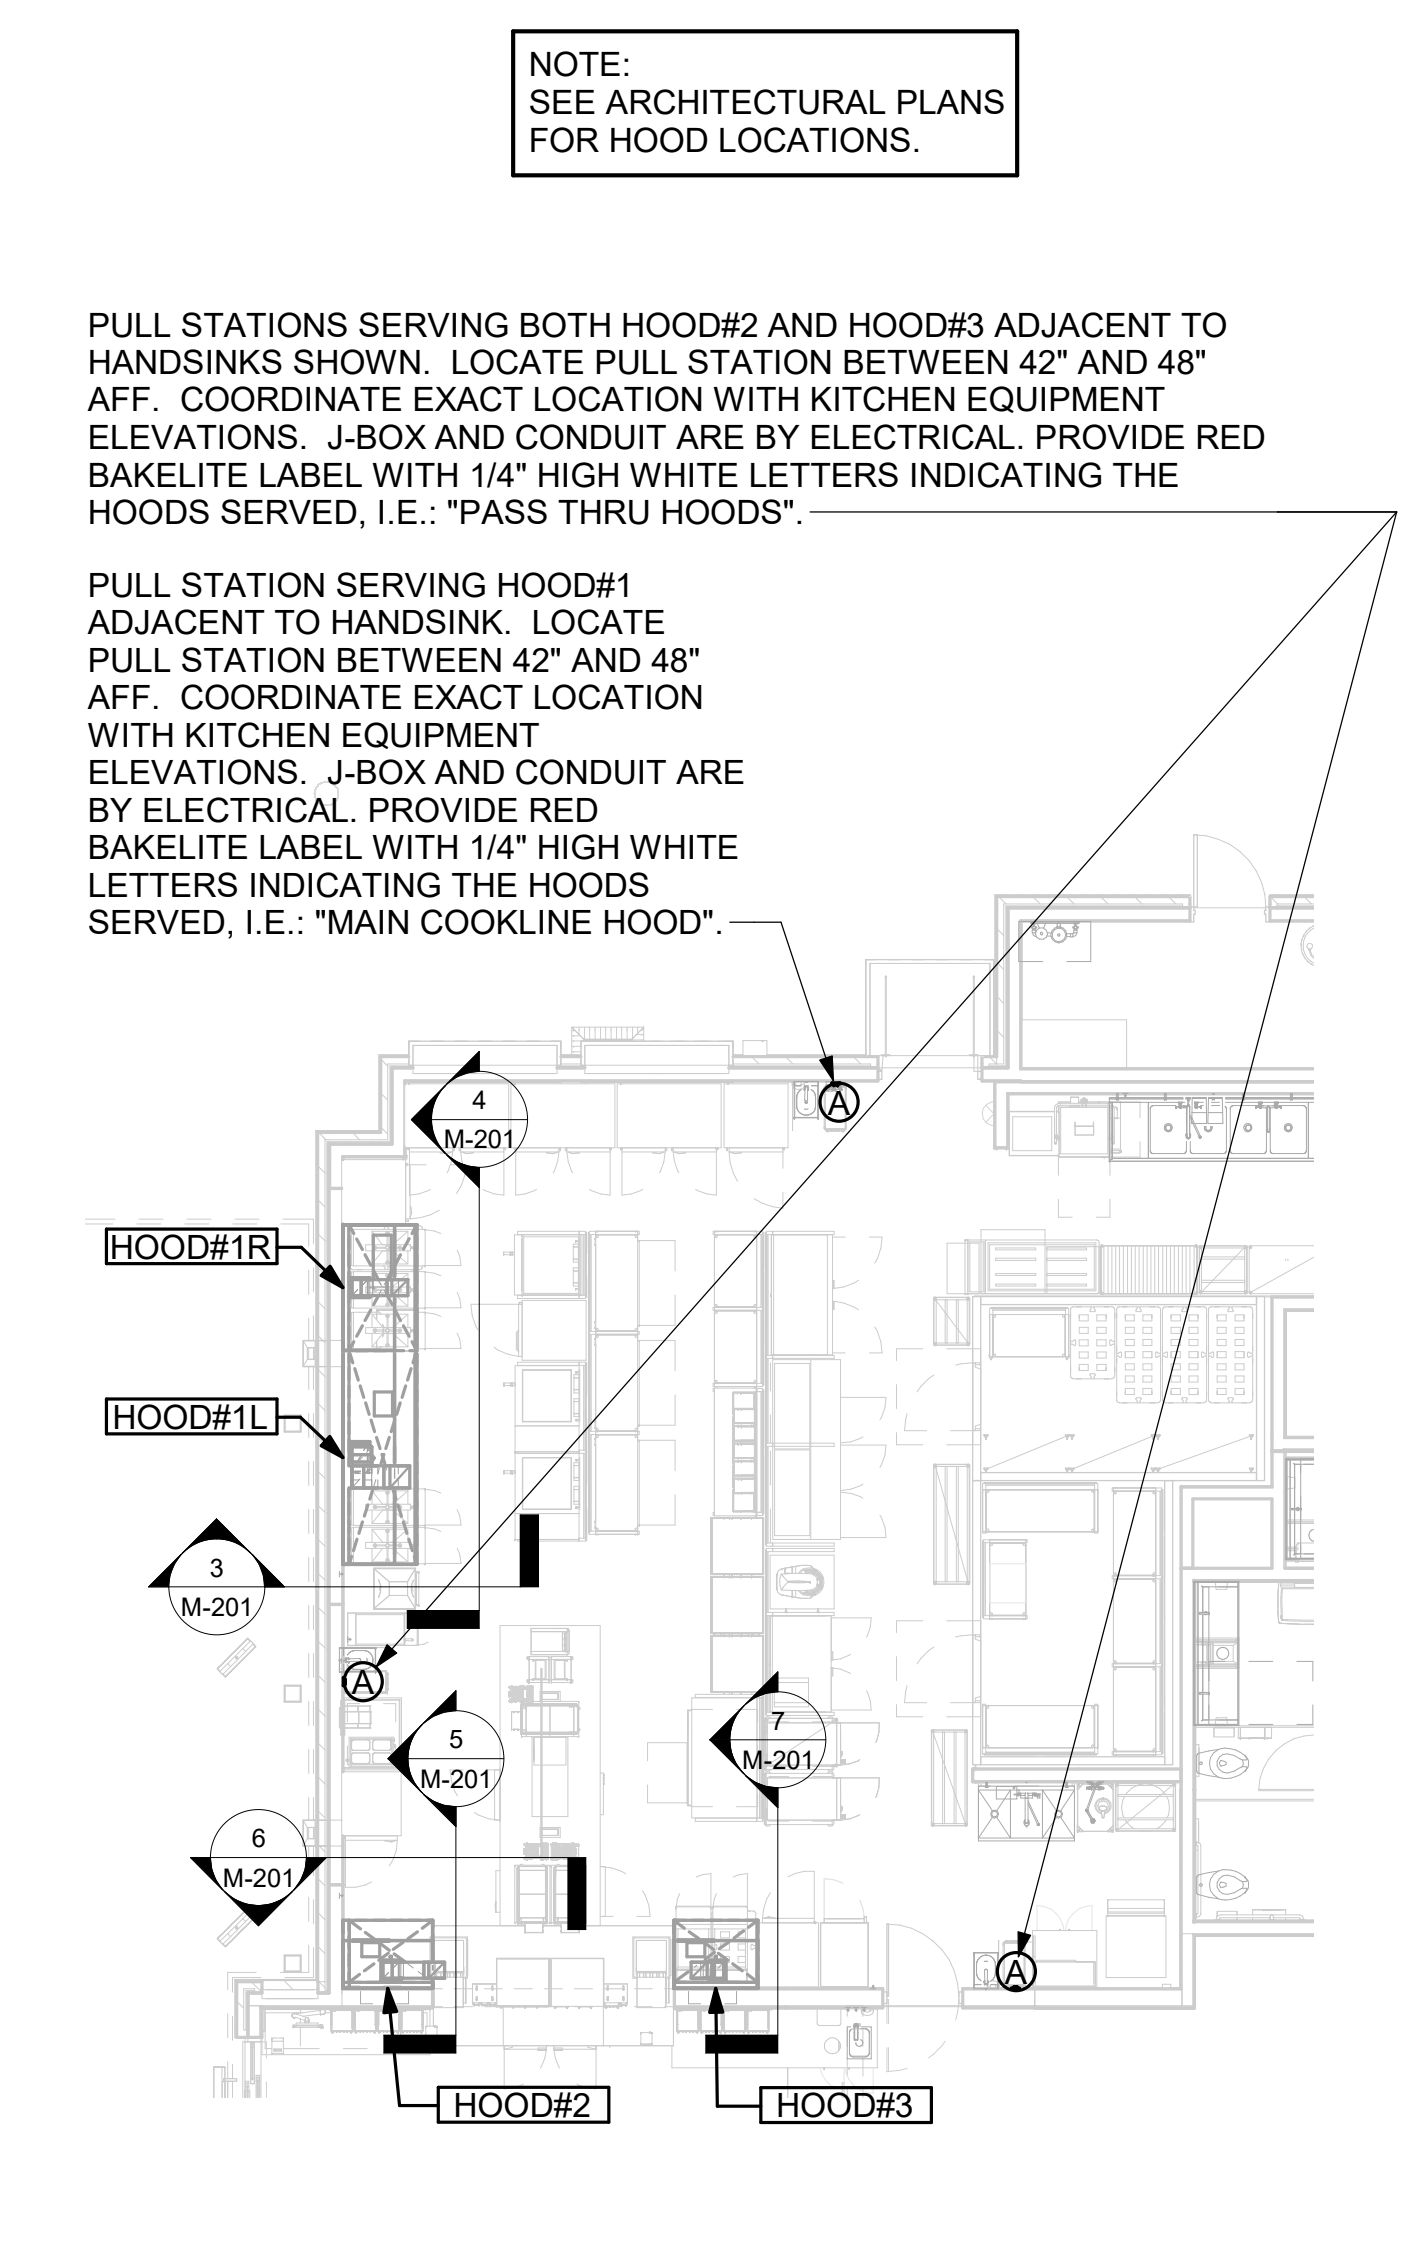 NOTE:
SEE ARCHITECTURAL PLANS
FOR HOOD LOCATIONS.
PULL STATIONS SERVING BOTH HOOD#2 AND HOOD#3 ADJACENT TO
HANDSINKS SHOWN.  LOCATE PULL STATION BETWEEN 42" AND 48"
AFF.  COORDINATE EXACT LOCATION WITH KITCHEN EQUIPMENT
ELEVATIONS.  J-BOX AND CONDUIT ARE BY ELECTRICAL. PROVIDE RED
BAKELITE LABEL WITH 1/4" HIGH WHITE LETTERS INDICATING THE
HOODS SERVED, I.E.: "PASS THRU HOODS".
PULL STATION SERVING HOOD#1
ADJACENT TO HANDSINK.  LOCATE
PULL STATION BETWEEN 42" AND 48"
AFF.  COORDINATE EXACT LOCATION
WITH KITCHEN EQUIPMENT
ELEVATIONS.  J-BOX AND CONDUIT ARE
BY ELECTRICAL. PROVIDE RED
BAKELITE LABEL WITH 1/4" HIGH WHITE
LETTERS INDICATING THE HOODS
SERVED, I.E.: "MAIN COOKLINE HOOD".
A
4
M-201
HOOD#1R
HOOD#1L
3
M-201
A
5
M-201
7
M-201
6
M-201
A
HOOD#2
HOOD#3